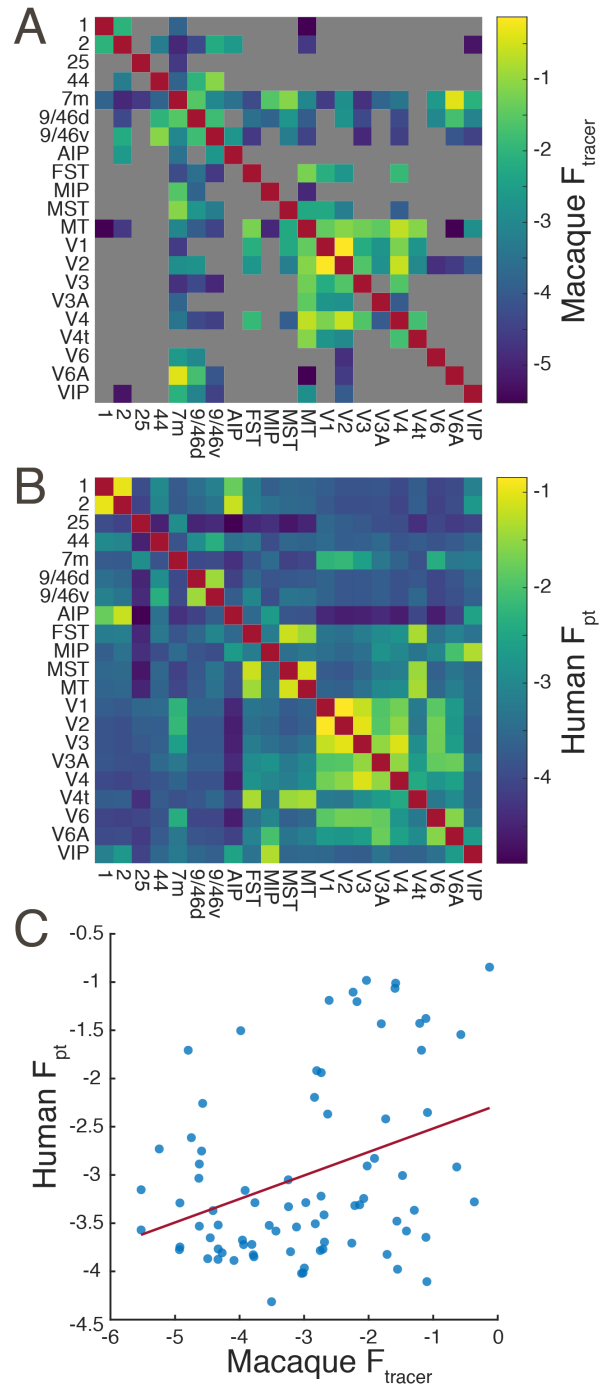 A
1
2
25
44
7m
9/46d
9/46v
AIP
FST
MIP
MST
MT
V1
V2
V3
V3A
V4
V4t
V6
V6A
VIP
1 2 25 44 7m 9/46d 9/46v AIP FST MIP MST MT V1 V2 V3 V3A V4 V4t V6 V6A VIP
-1
-2
-3
-4
-5
Macaque F tracer
B
1
2
25
44
7m
9/46d
9/46v
AIP
FST
MIP
MST
MT
V1
V2
V3
V3A
V4
V4t
V6
V6A
VIP
1 2 25 44 7m 9/46d 9/46v AIP FST MIP MST MT V1 V2 V3 V3A V4 V4t V6 V6A VIP
-1
-2
-3
-4
Human F pt
C
-0.5
-1
-1.5
-2
-2.5
-3
-3.5
-4
-4.5
Human F pt
-6 -5 -4 -3 -2 -1 0
Macaque F tracer